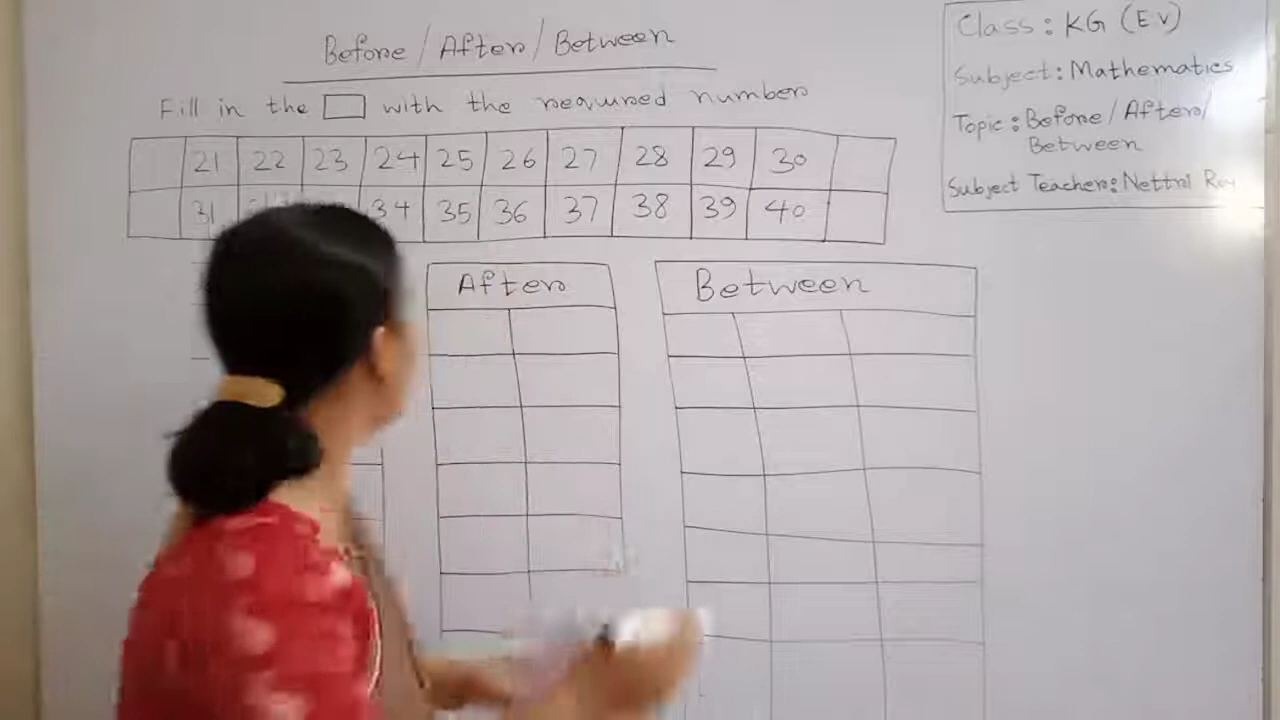 Before / After / Between
Fill in the with the required number
21 22 23 24 25 26 27 28 29 30
31 34 35 36 37 38 39 40
After
Between
Class : KG (EV)
Subject : Mathematics
Topic : Before / After /
Between
Subject Teacher : Nettral Roy